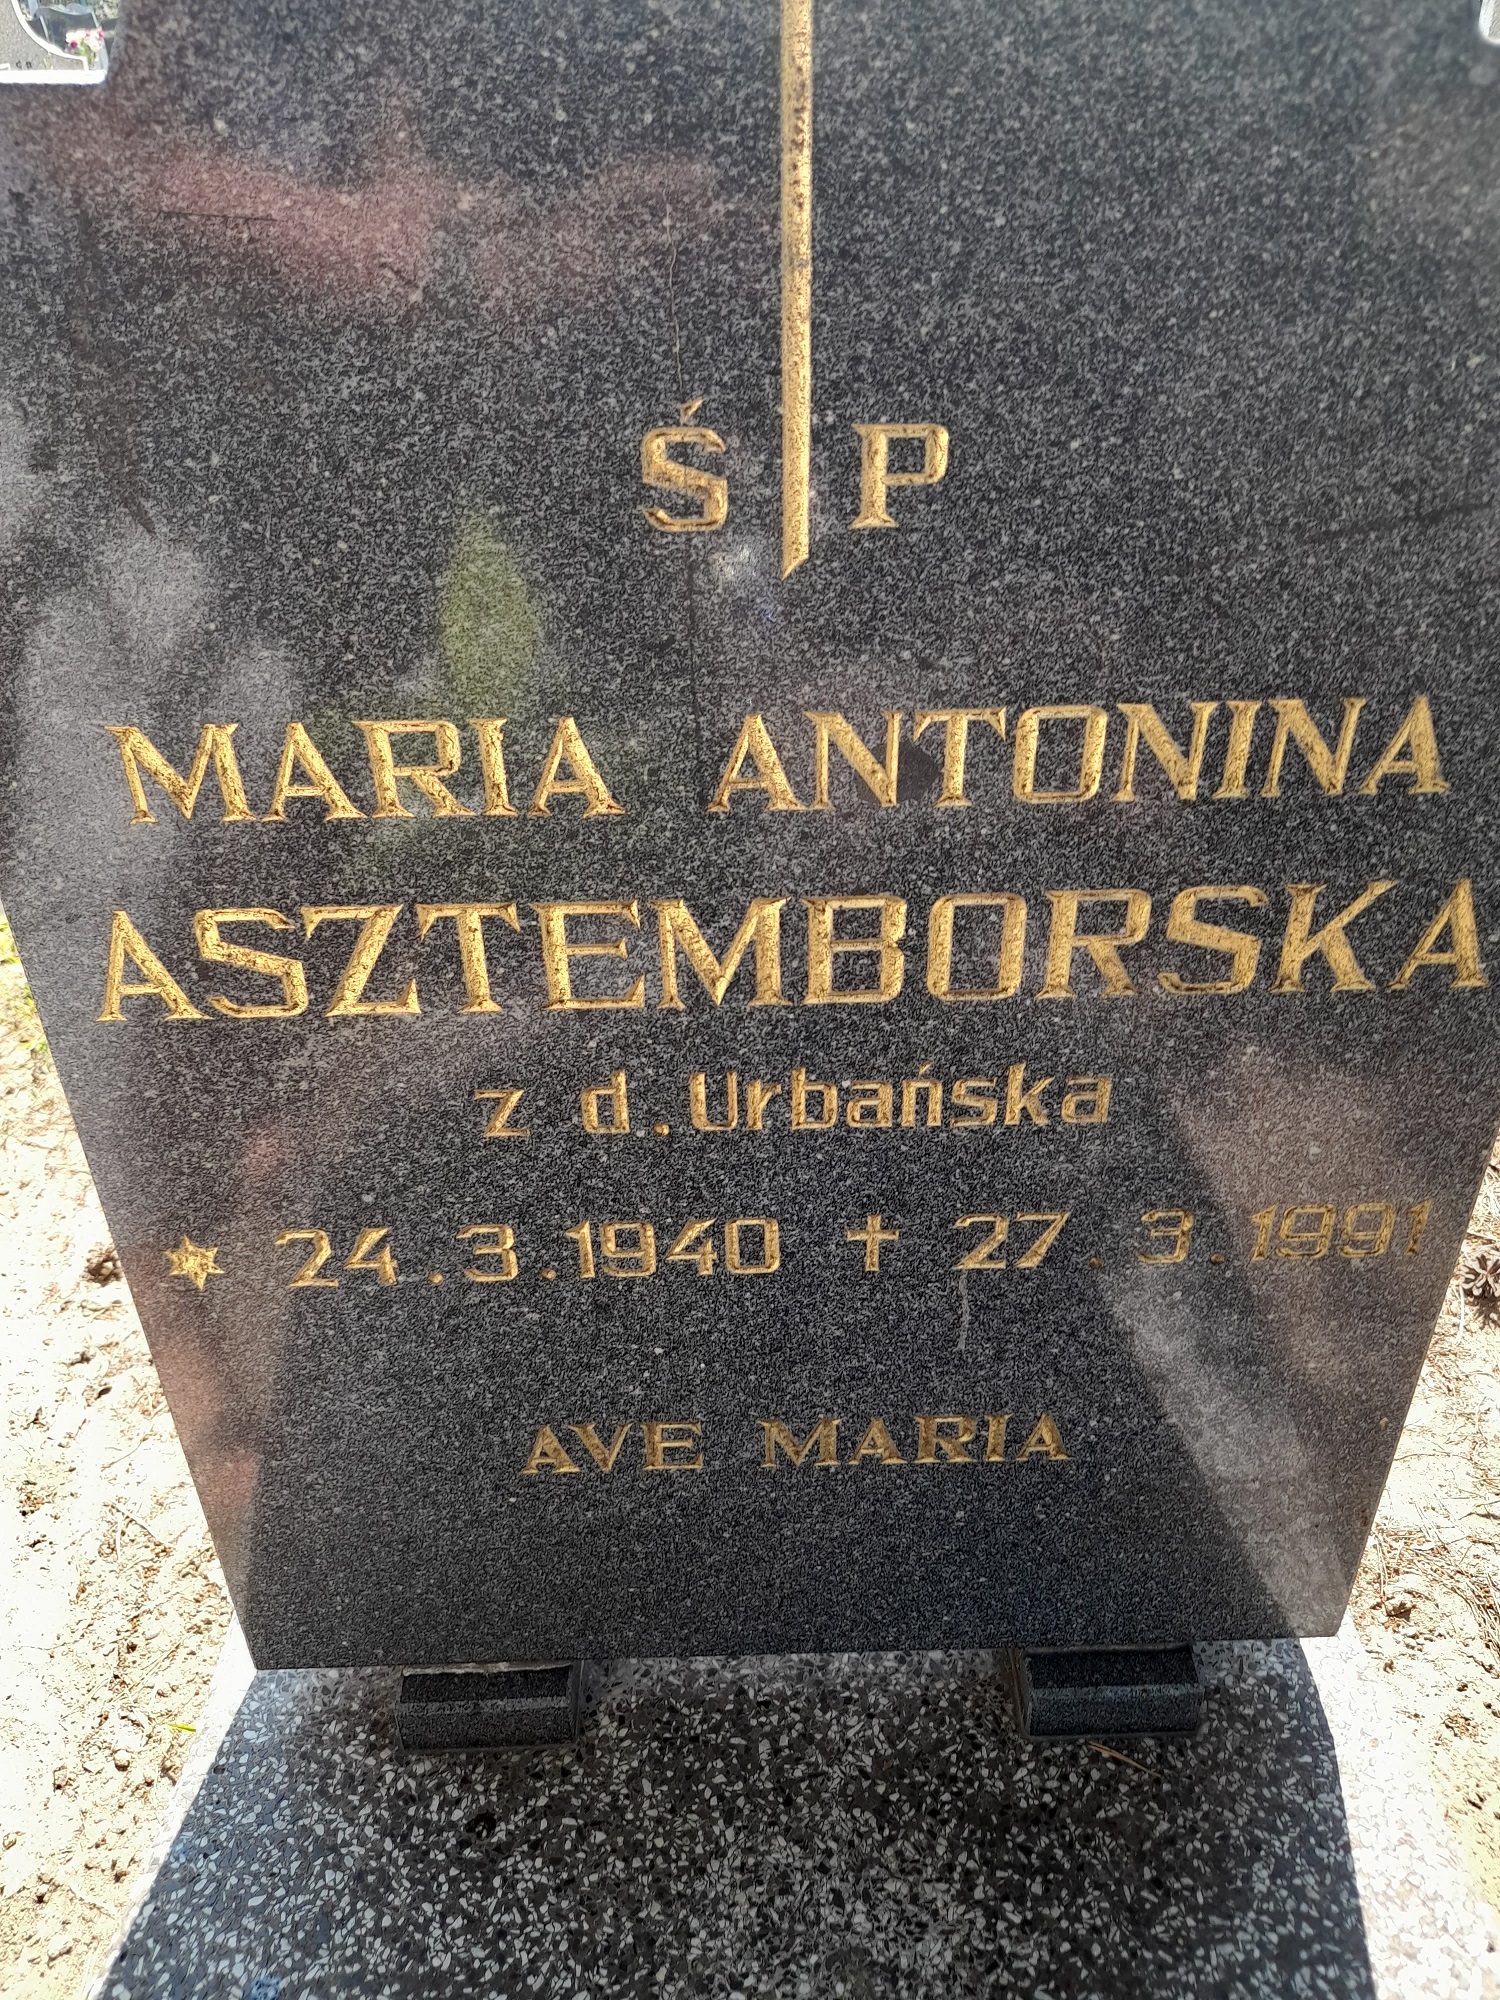 Ś P
MARIA ANTONINA
ASZTEMBORSKA
z d. Urbańska
* 24.3.1940 + 27.3.1991
AVE MARIA